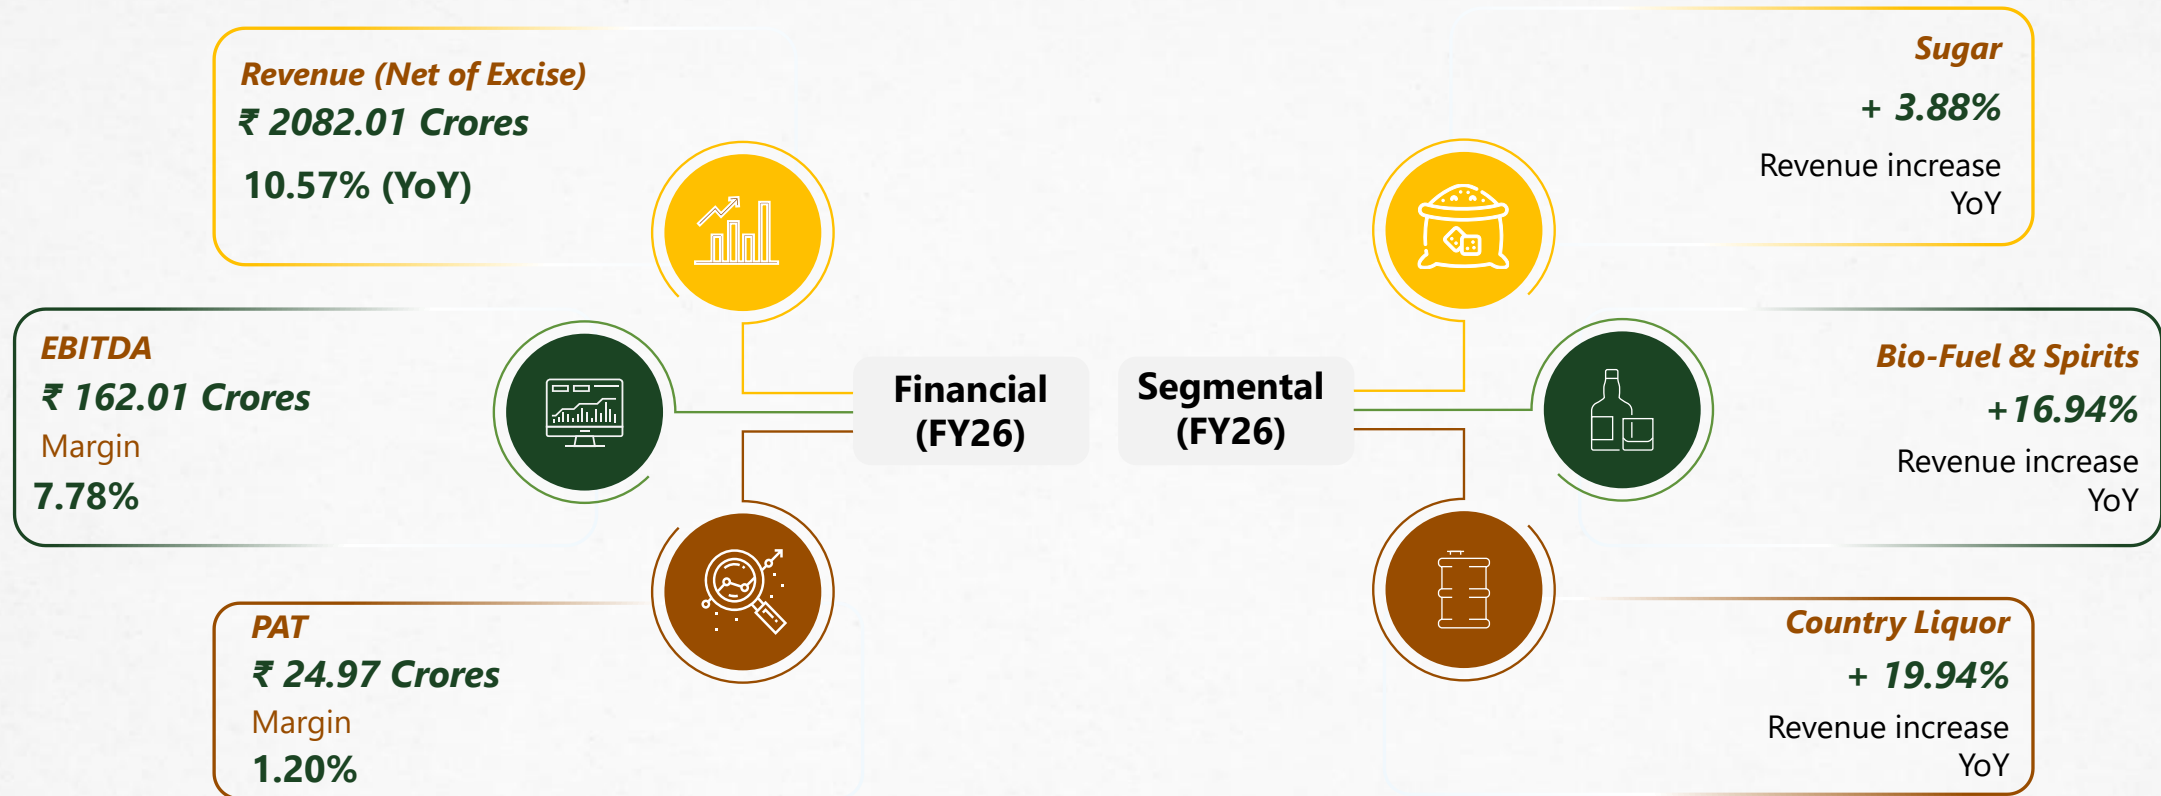 Revenue (Net of Excise)
₹ 2082.01 Crores
10.57% (YoY)
EBITDA
₹ 162.01 Crores
Margin
7.78%
PAT
₹ 24.97 Crores
Margin
1.20%
Financial
(FY26)
Segmental
(FY26)
Sugar
+ 3.88%
Revenue increase
YoY
Bio-Fuel & Spirits
+16.94%
Revenue increase
YoY
Country Liquor
+ 19.94%
Revenue increase
YoY